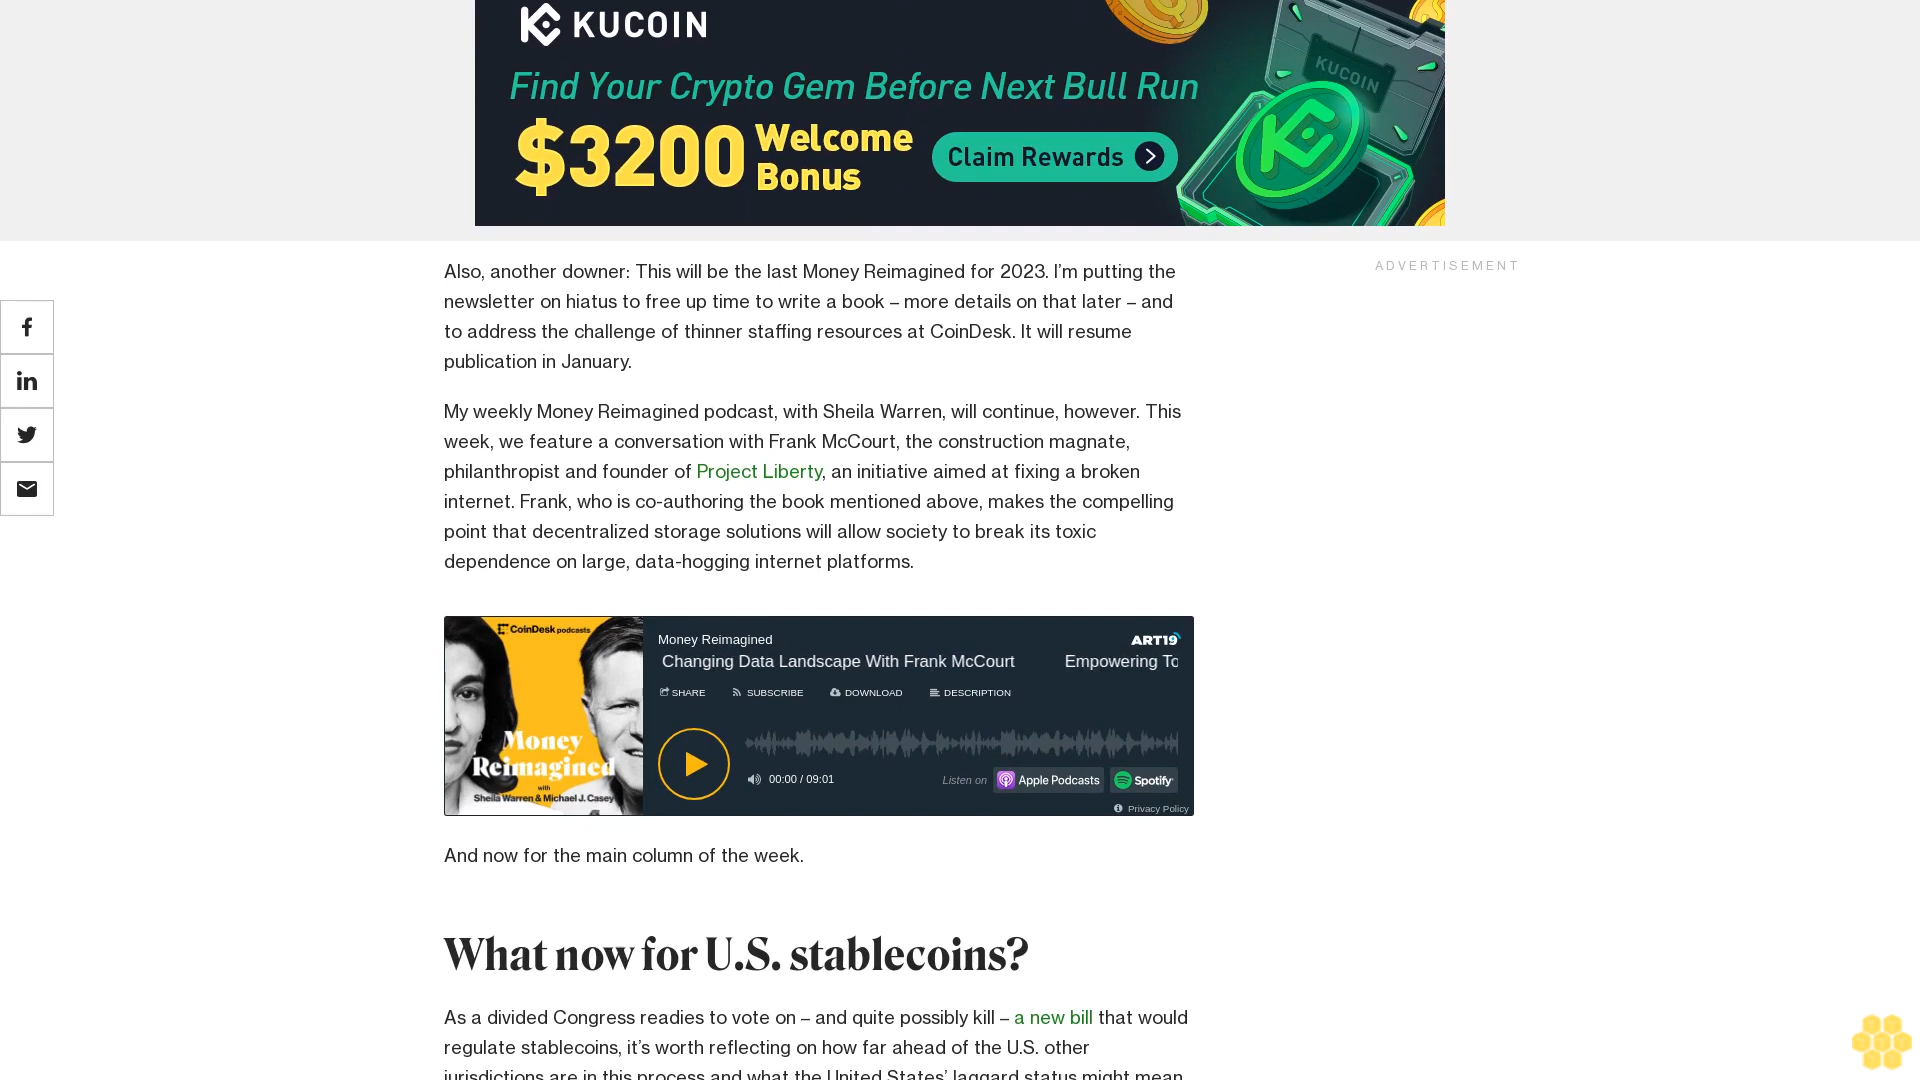 KUCOIN
Find Your Crypto Gem Before Next Bull Run
$3200 Welcome Bonus
Claim Rewards
KUCOIN
ADVERTISEMENT
Also, another downer: This will be the last Money Reimagined for 2023. I’m putting the
newsletter on hiatus to free up time to write a book – more details on that later – and
to address the challenge of thinner staffing resources at CoinDesk. It will resume
publication in January.
My weekly Money Reimagined podcast, with Sheila Warren, will continue, however. This
week, we feature a conversation with Frank McCourt, the construction magnate,
philanthropist and founder of Project Liberty, an initiative aimed at fixing a broken
internet. Frank, who is co-authoring the book mentioned above, makes the compelling
point that decentralized storage solutions will allow society to break its toxic
dependence on large, data-hogging internet platforms.
CoinDesk podcasts
Money
Reimagined
with
Sheila Warren & Michael J. Casey
Money Reimagined
ART19
Changing Data Landscape With Frank McCourt Empowering To
SHARE SUBSCRIBE DOWNLOAD DESCRIPTION
00:00 / 09:01
Listen on Apple Podcasts Spotify
Privacy Policy
And now for the main column of the week.
What now for U.S. stablecoins?
As a divided Congress readies to vote on – and quite possibly kill – a new bill that would
regulate stablecoins, it’s worth reflecting on how far ahead of the U.S. other
jurisdictions are in this process and what the United States’ laggard status might mean